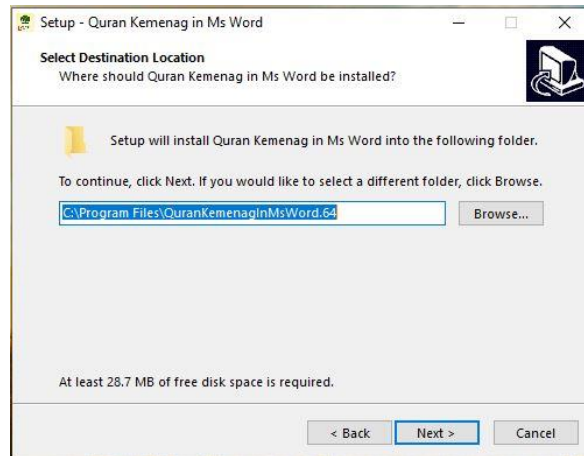 Setup - Quran Kemenag in Ms Word
Select Destination Location
Where should Quran Kemenag in Ms Word be installed?
Setup will install Quran Kemenag in Ms Word into the following folder.
To continue, click Next. If you would like to select a different folder, click Browse.
C:\Program Files\QuranKemenagInMsWord.64
Browse...
At least 28.7 MB of free disk space is required.
< Back
Next >
Cancel